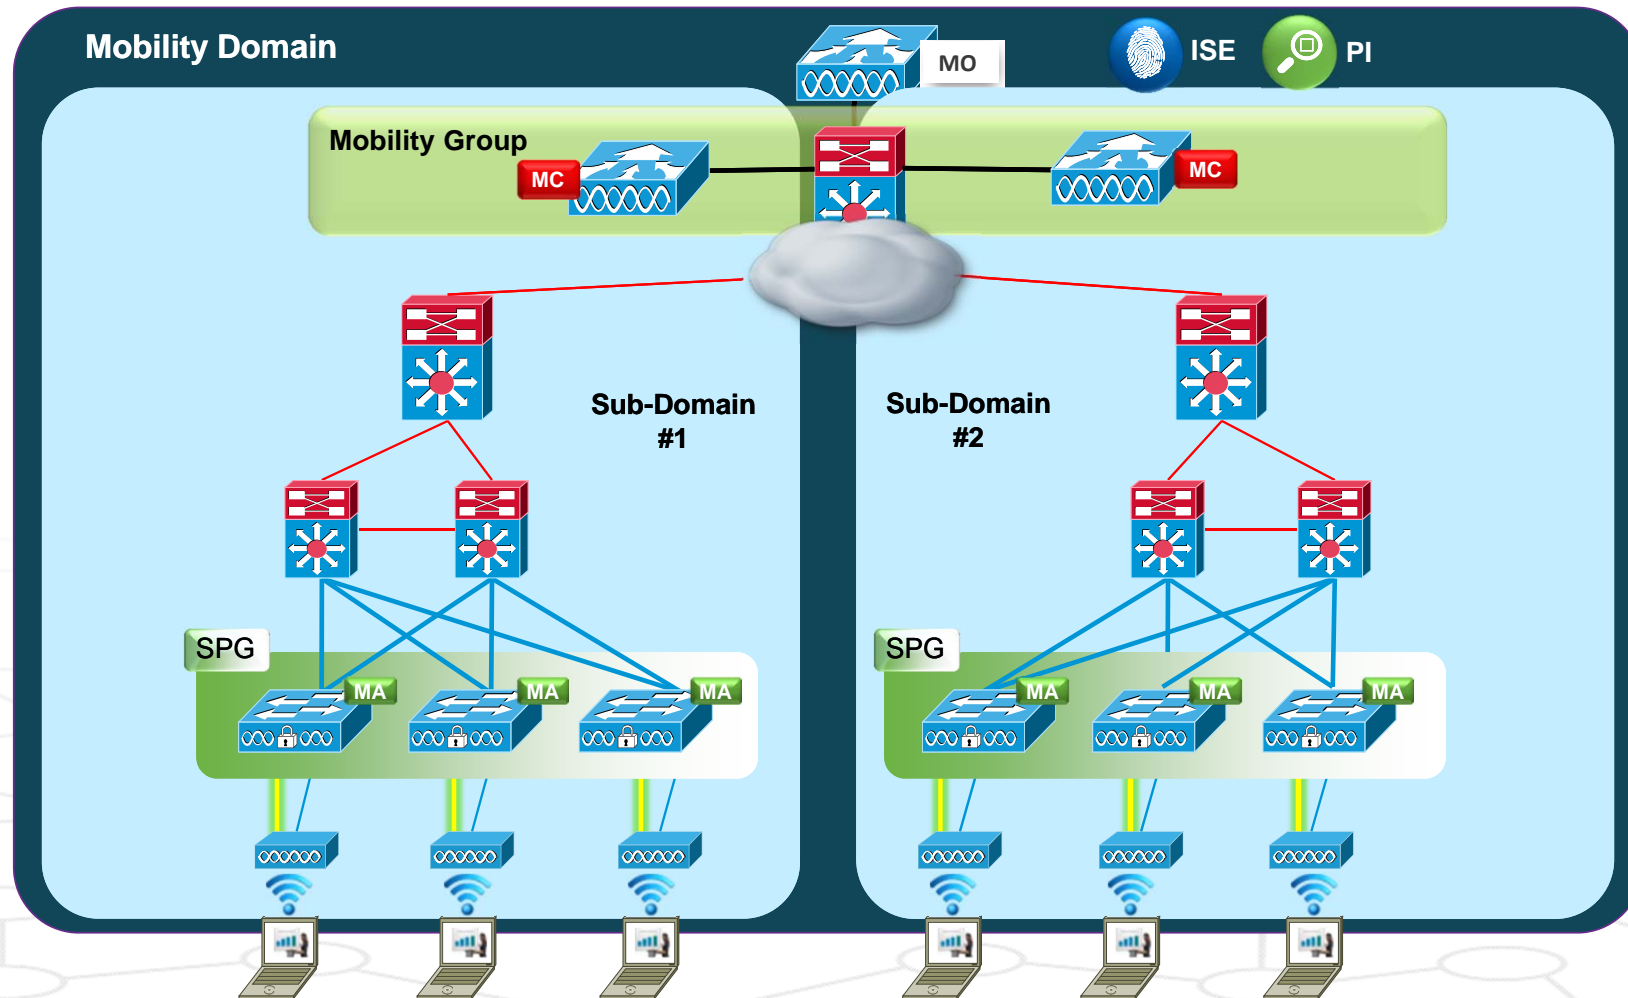 Mobility Domain
MO
ISE
PI
Mobility Group
MC
MC
Sub-Domain
#1
Sub-Domain
#2
SPG
MA
MA
MA
SPG
MA
MA
MA